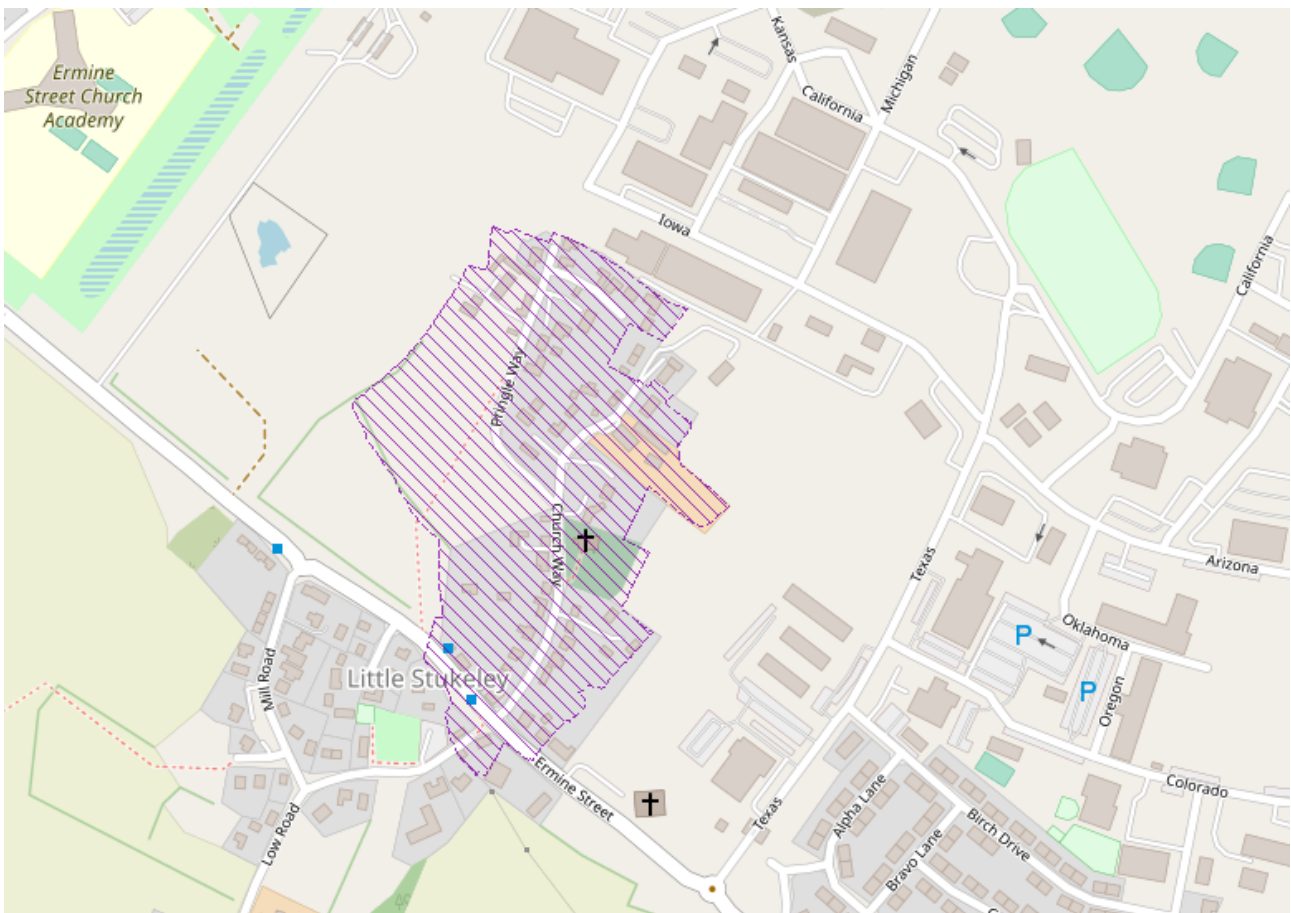 Ermine
Street Church
Academy
Kansas
California
Michigan
Iowa
California
Pringle Way
Church Way
Texas
Arizona
Oklahoma
P
P
Oregon
Mill Road
Little Stukeley
Ermine Street
Low Road
Texas
Alpha Lane
Bravo Lane
Birch Drive
Colorado